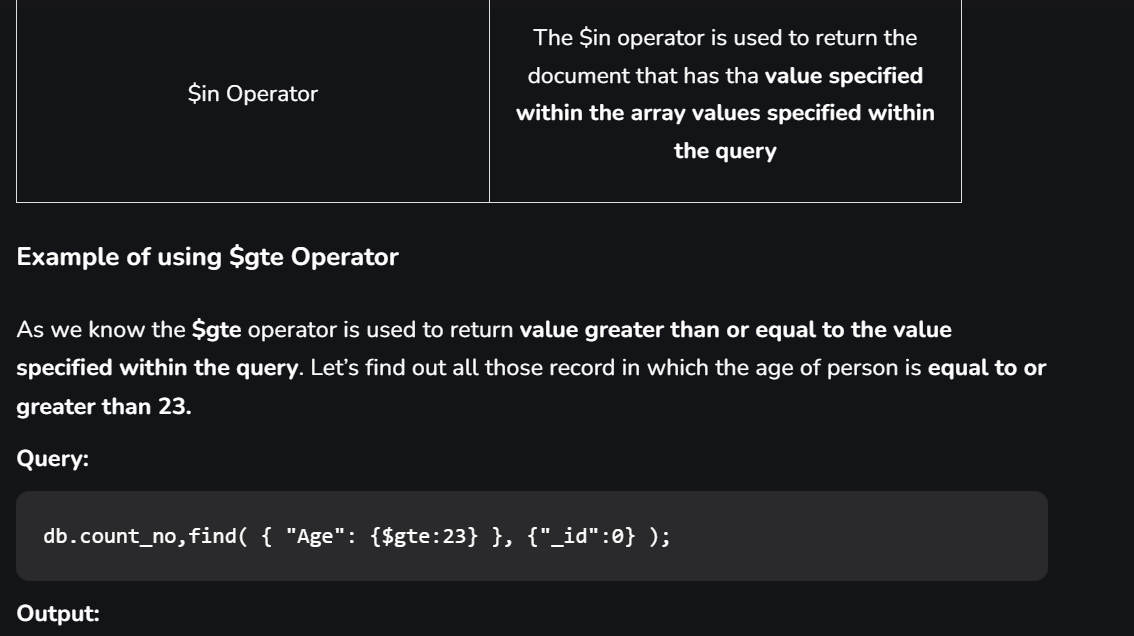 $in Operator
The $in operator is used to return the
document that has tha value specified
within the array values specified within
the query
Example of using $gte Operator
As we know the $gte operator is used to return value greater than or equal to the value
specified within the query. Let’s find out all those record in which the age of person is equal to or
greater than 23.
Query:
db.count_no,find( { "Age": {$gte:23} }, {"_id":0} );
Output: